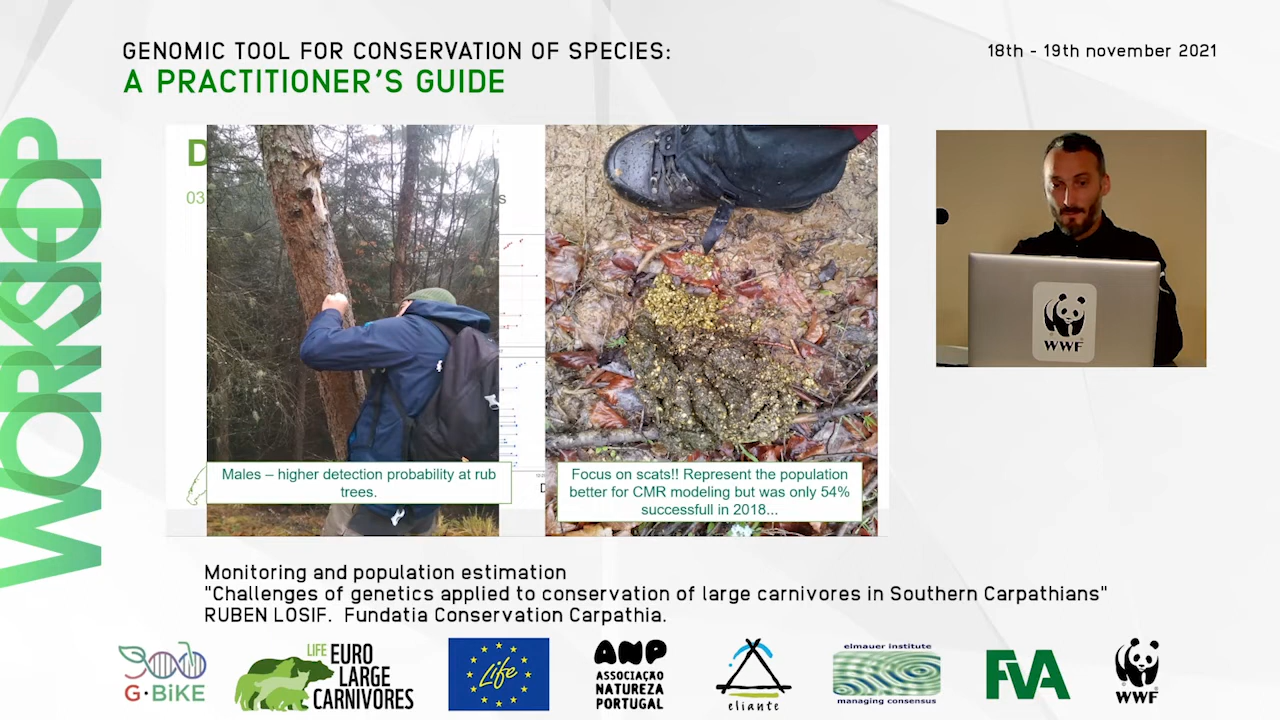 GENOMIC TOOL FOR CONSERVATION OF SPECIES:
A PRACTITIONER'S GUIDE
18th - 19th november 2021
WORKSHOP
D
03
s
Males – higher detection probability at rub
trees.
Focus on scats!! Represent the population
better for CMR modeling but was only 54%
successfull in 2018...
D
WWF
Monitoring and population estimation
"Challenges of genetics applied to conservation of large carnivores in Southern Carpathians"
RUBEN LOSIF. Fundatia Conservation Carpathia.
G·BiKE
LIFE EURO
LARGE
CARNIVORES
Life
ANP
ASSOCIAÇÃO
NATUREZA
PORTUGAL
eliante
elmauer institute
managing consensus
FVA
WWF